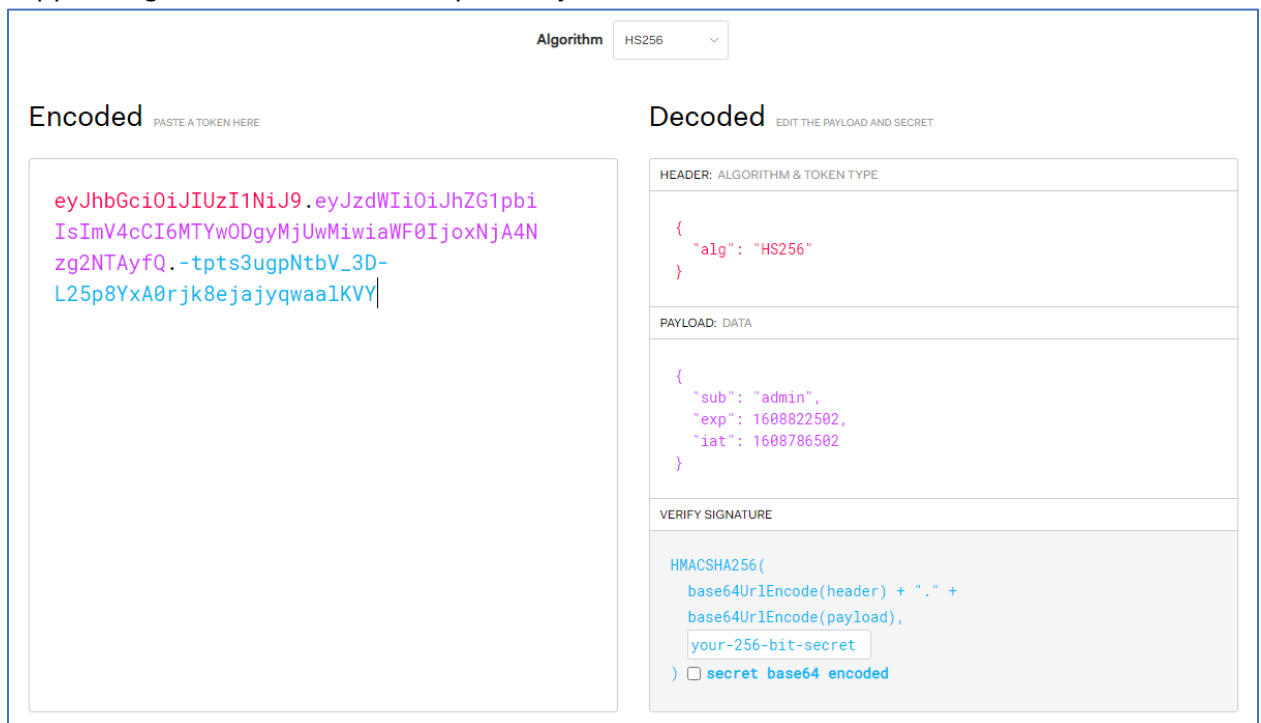 Algorithm HS256
Encoded PASTE A TOKEN HERE
eyJhbGciOiJIUzI1NiJ9.eyJzdWIiOiJhZG1pbi
IsImV4cCI6MTYwODgyMjUwMiwiaWF0IjoxNjA4N
zg2NTAyfQ.-tpts3ugpNtbV_3D-
L25p8YxA0rjk8ejajyqwaalKVY
Decoded EDIT THE PAYLOAD AND SECRET
HEADER: ALGORITHM & TOKEN TYPE
{
"alg": "HS256"
}
PAYLOAD: DATA
{
"sub": "admin",
"exp": 1608822502,
"iat": 1608786502
}
VERIFY SIGNATURE
HMACSHA256(
base64UrlEncode(header) + "." +
base64UrlEncode(payload),
your-256-bit-secret
) secret base64 encoded